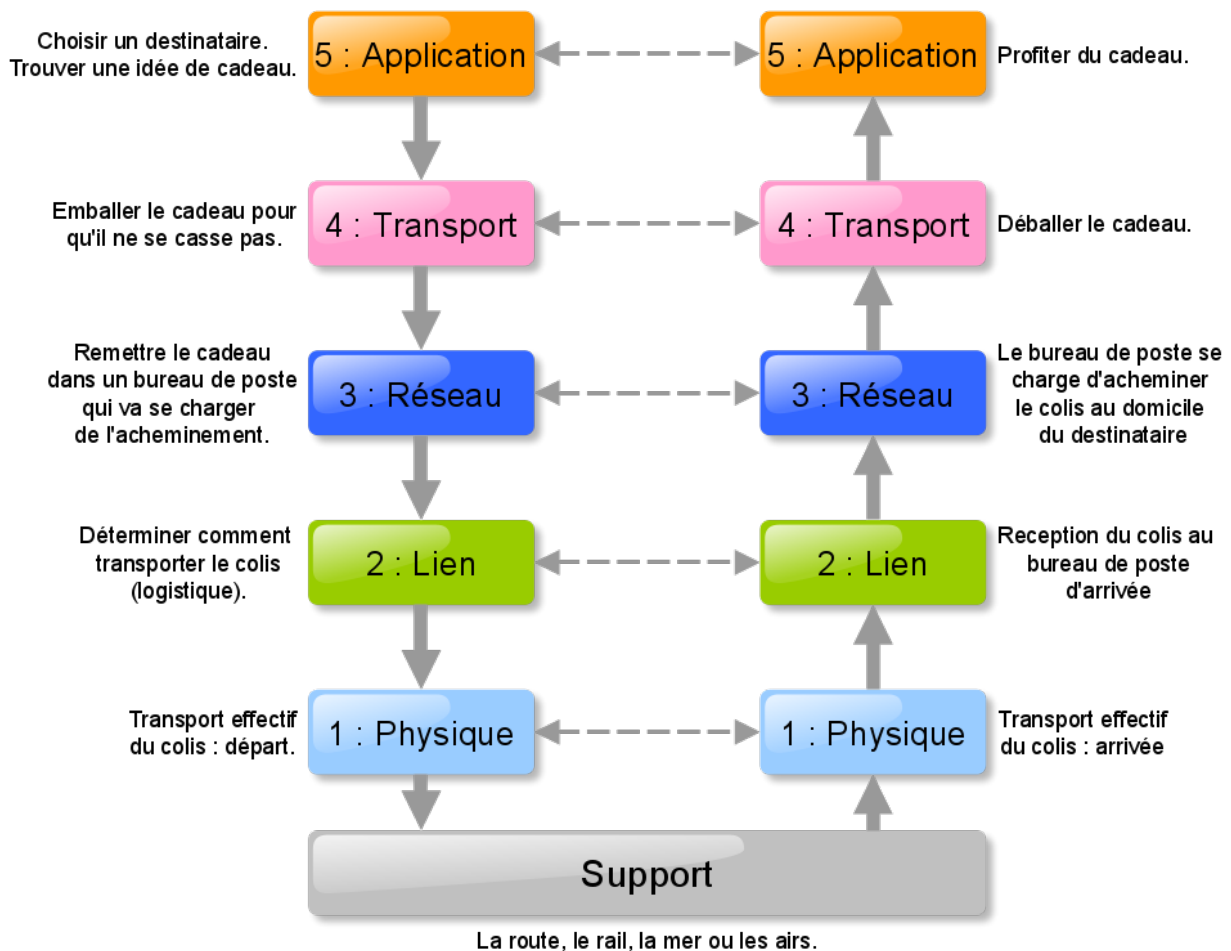 Choisir un destinataire.
Trouver une idée de cadeau.
5 : Application
5 : Application
Profiter du cadeau.
Emballer le cadeau pour
qu'il ne se casse pas.
4 : Transport
4 : Transport
Déballer le cadeau.
Remettre le cadeau
dans un bureau de poste
qui va se charger
de l'acheminement.
3 : Réseau
3 : Réseau
Le bureau de poste se
charge d'acheminer
le colis au domicile
du destinataire
Déterminer comment
transporter le colis
(logistique).
2 : Lien
2 : Lien
Reception du colis au
bureau de poste
d'arrivée
Transport effectif
du colis : départ.
1 : Physique
1 : Physique
Transport effectif
du colis : arrivée
Support
La route, le rail, la mer ou les airs.